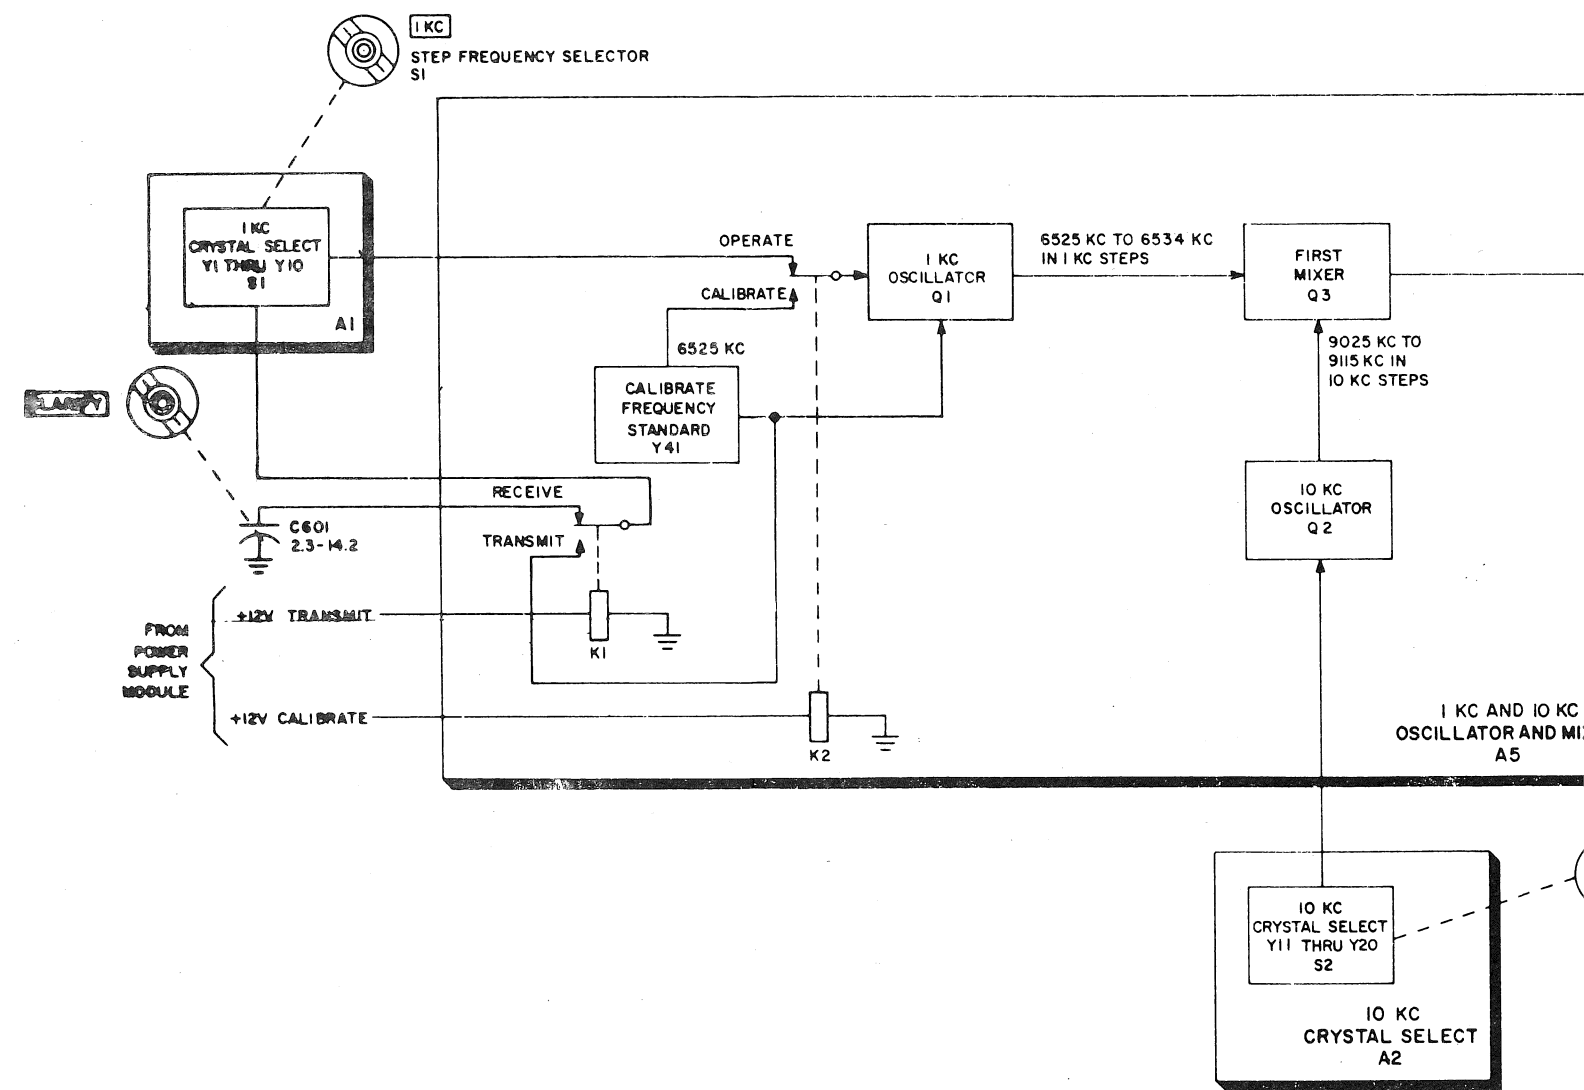 1 KC
STEP FREQUENCY SELECTOR
S1
1 KC
CRYSTAL SELECT
Y1 THRU Y10
S1
A1
OPERATE
CALIBRATE
6525 KC
CALIBRATE
FREQUENCY
STANDARD
Y41
1 KC
OSCILLATOR
Q1
6525 KC TO 6534 KC
IN 1 KC STEPS
FIRST
MIXER
Q3
9025 KC TO
9115 KC IN
10 KC STEPS
10 KC
OSCILLATOR
Q2
RECEIVE
TRANSMIT
C601
2.3-14.2
FROM
POWER
SUPPLY
MODULE
+12V TRANSMIT
K1
+12V CALIBRATE
K2
1 KC AND 10 KC
OSCILLATOR AND MI
A5
10 KC
CRYSTAL SELECT
Y11 THRU Y20
S2
10 KC
CRYSTAL SELECT
A2